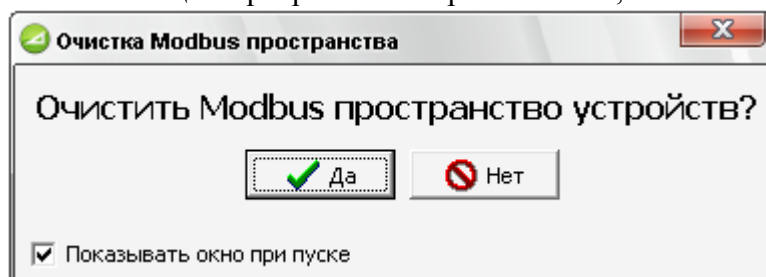 Очистка Modbus пространства
Очистить Modbus пространство устройств?
Да Нет
Показывать окно при пуске